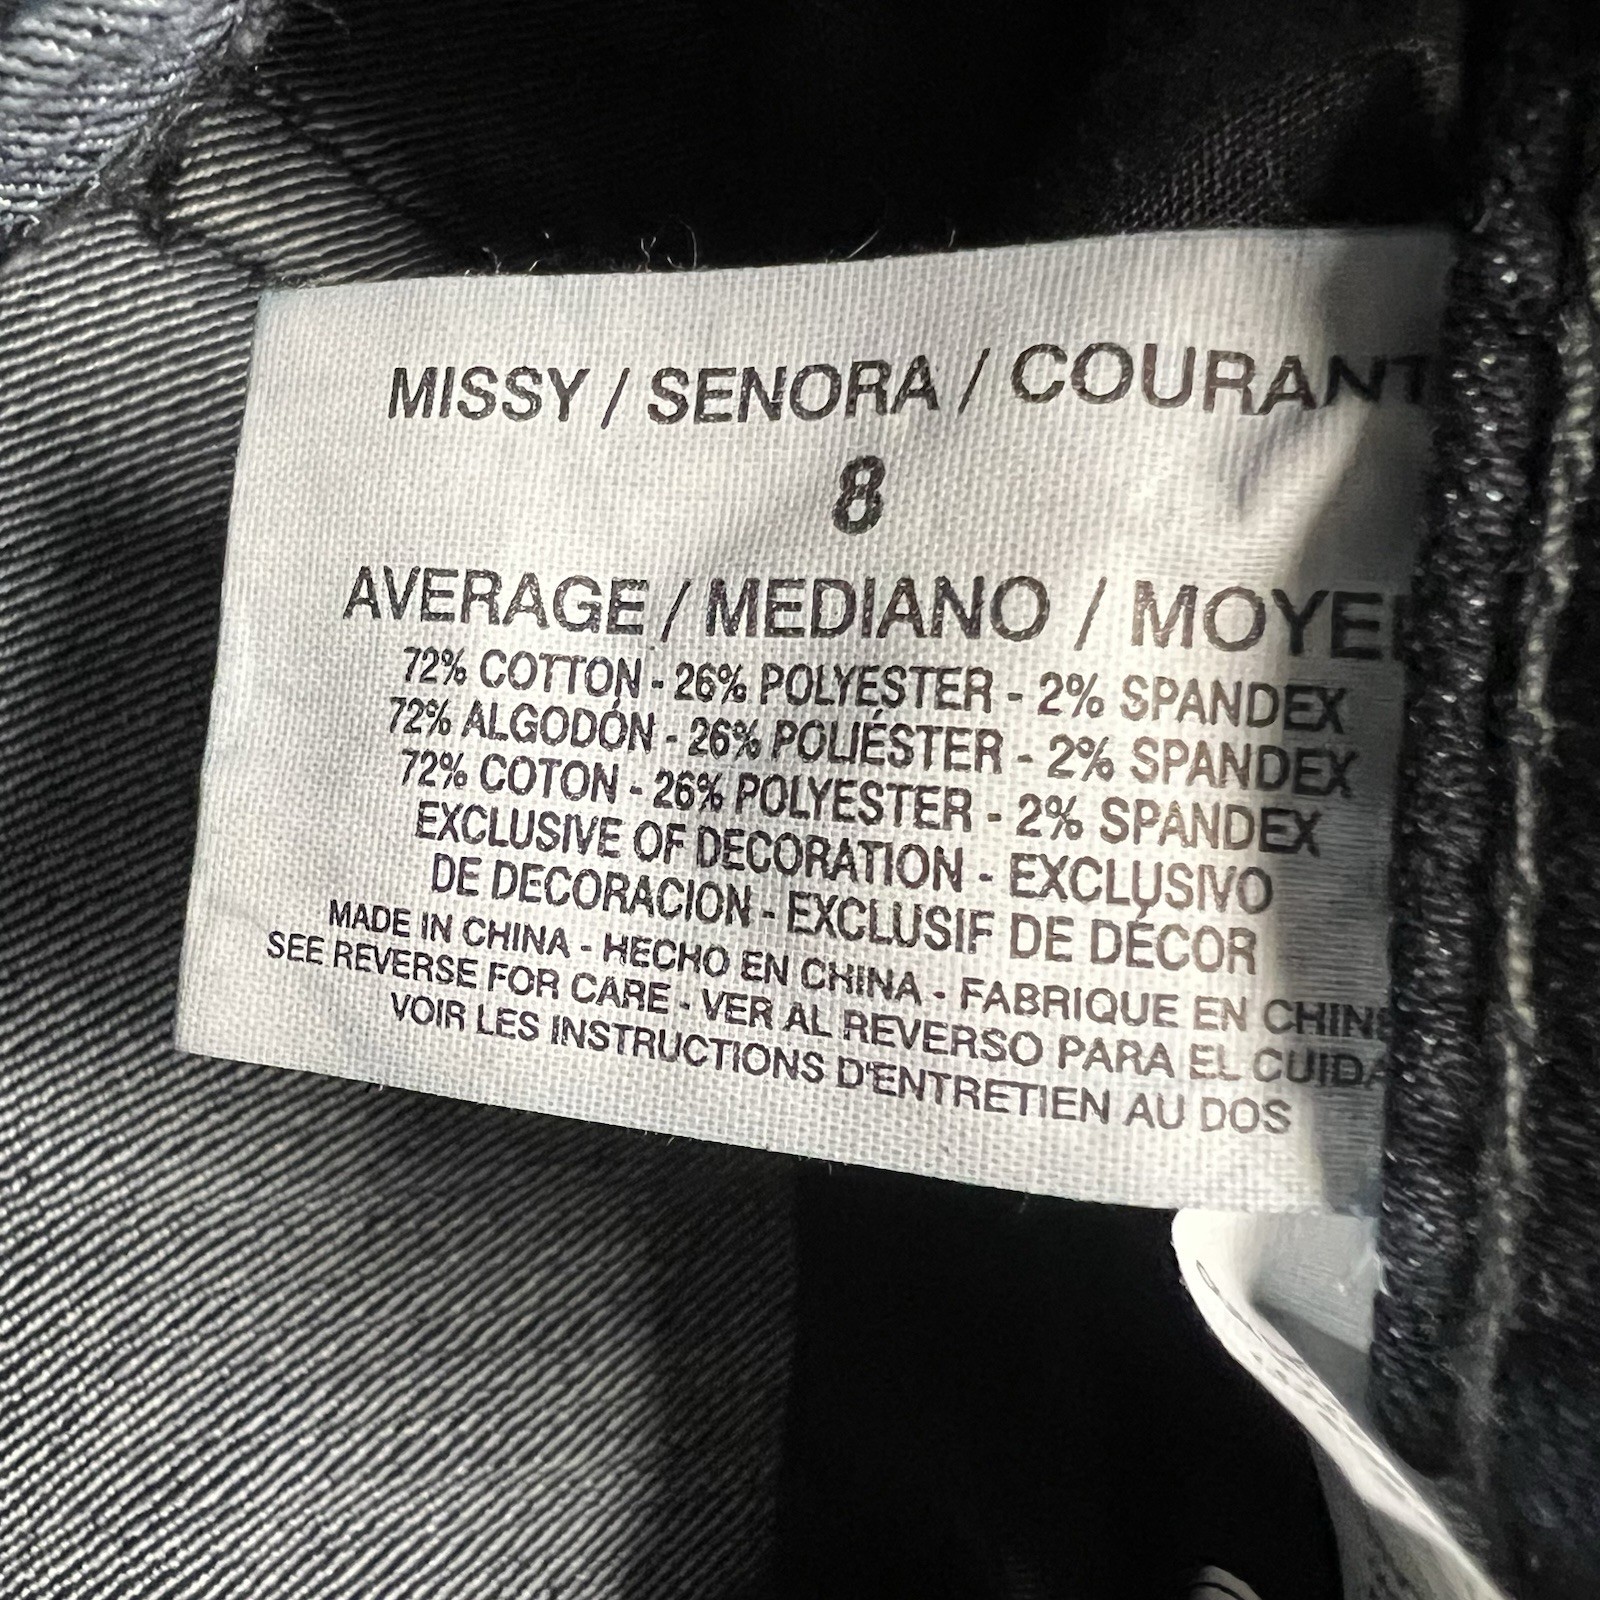 MISSY / SENORA / COURANT
8
AVERAGE / MEDIANO / MOYE
72% COTTON - 26% POLYESTER - 2% SPANDEX
72% ALGODÓN - 26% POLIÉSTER - 2% SPANDEX
72% COTON - 26% POLYESTER - 2% SPANDEX
EXCLUSIVE OF DECORATION - EXCLUSIVO
DE DECORACION - EXCLUSIF DE DÉCOR
MADE IN CHINA - HECHO EN CHINA - FABRIQUE EN CHIN
SEE REVERSE FOR CARE - VER AL REVERSO PARA EL CUIDA
VOIR LES INSTRUCTIONS D'ENTRETIEN AU DOS